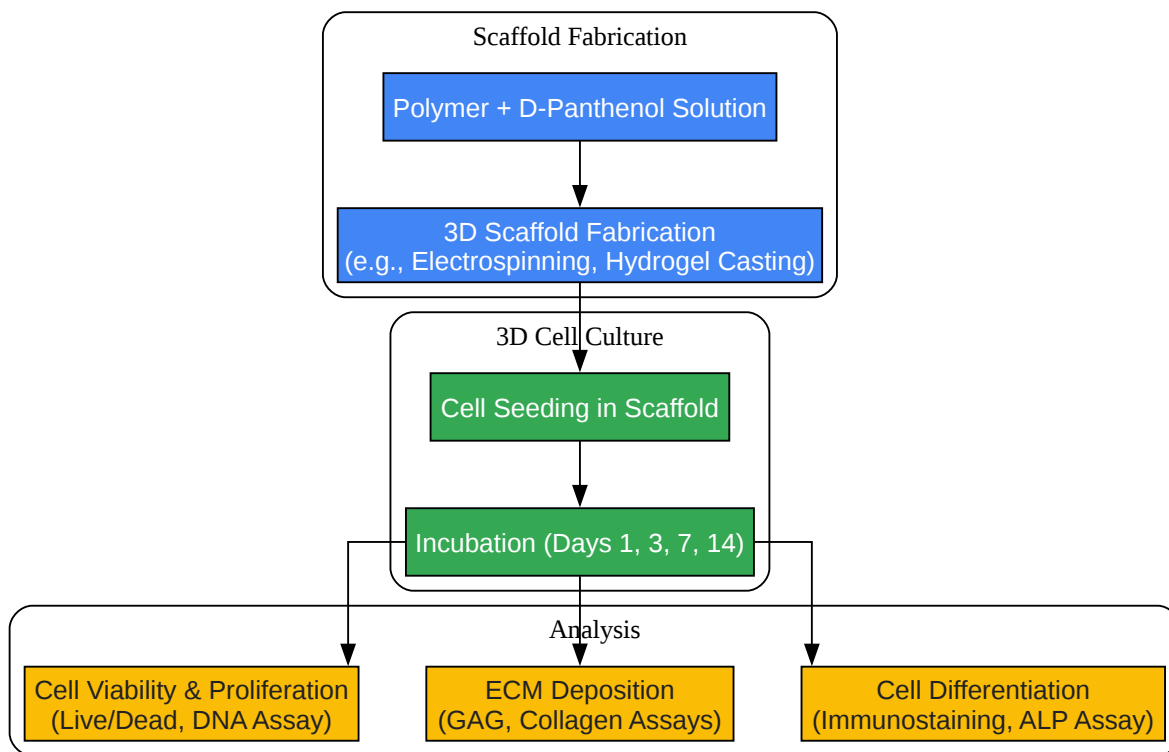 Scaffold Fabrication
Polymer + D-Panthenol Solution
3D Scaffold Fabrication
(e.g., Electrospinning, Hydrogel Casting)
3D Cell Culture
Cell Seeding in Scaffold
Incubation (Days 1, 3, 7, 14)
Analysis
Cell Viability & Proliferation
(Live/Dead, DNA Assay)
ECM Deposition
(GAG, Collagen Assays)
Cell Differentiation
(Immunostaining, ALP Assay)